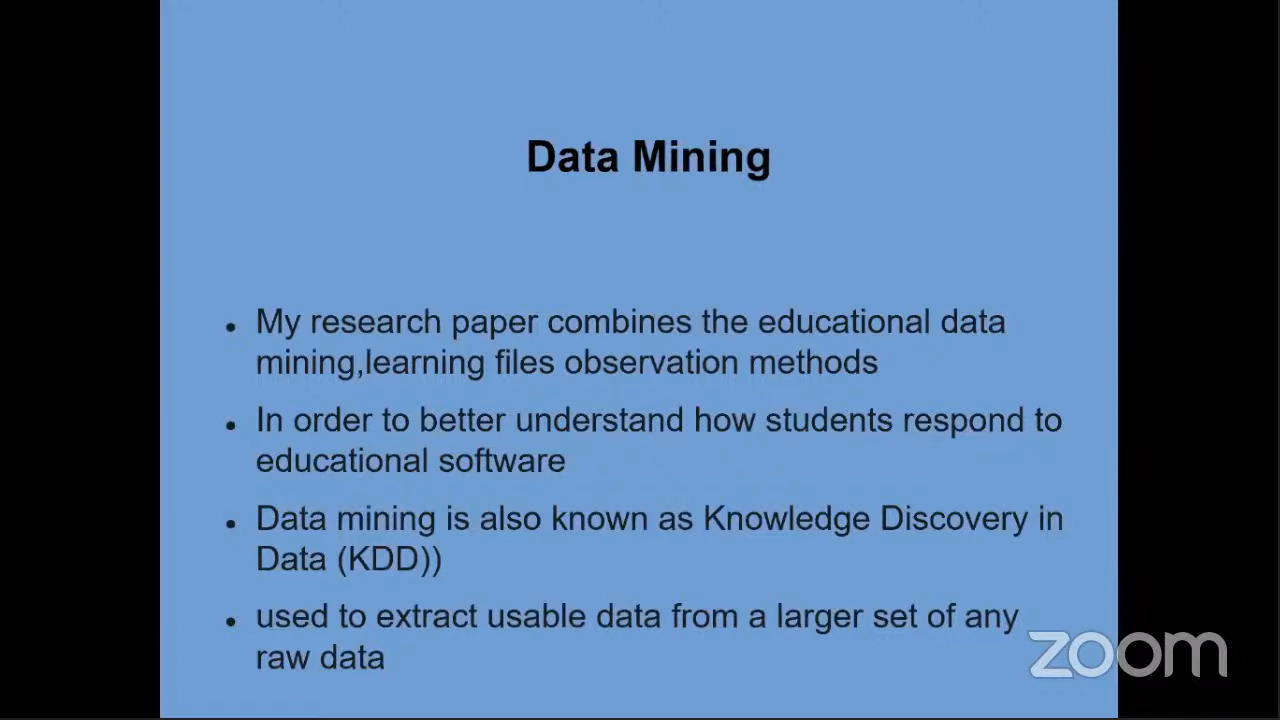 Data Mining
• My research paper combines the educational data
mining,learning files observation methods
• In order to better understand how students respond to
educational software
• Data mining is also known as Knowledge Discovery in
Data (KDD))
• used to extract usable data from a larger set of any
raw data
zoom